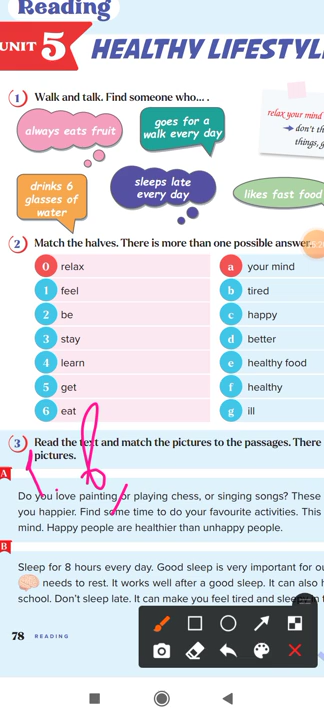 Reading
UNIT 5 HEALTHY LIFESTYL
1 Walk and talk. Find someone who... .
always eats fruit
goes for a
walk every day
relax your mind
don't th
things, g
drinks 6
glasses of
water
sleeps late
every day
likes fast food
2 Match the halves. There is more than one possible answer.
0 relax a your mind
1 feel b tired
2 be c happy
3 stay d better
4 learn e healthy food
5 get f healthy
6 eat g ill
3 Read the text and match the pictures to the passages. There
pictures.
A
Do you love painting or playing chess, or singing songs? These
you happier. Find some time to do your favourite activities. This
mind. Happy people are healthier than unhappy people.
B
Sleep for 8 hours every day. Good sleep is very important for ou
needs to rest. It works well after a good sleep. It can also h
school. Don't sleep late. It can make you feel tired and slee
78 READING